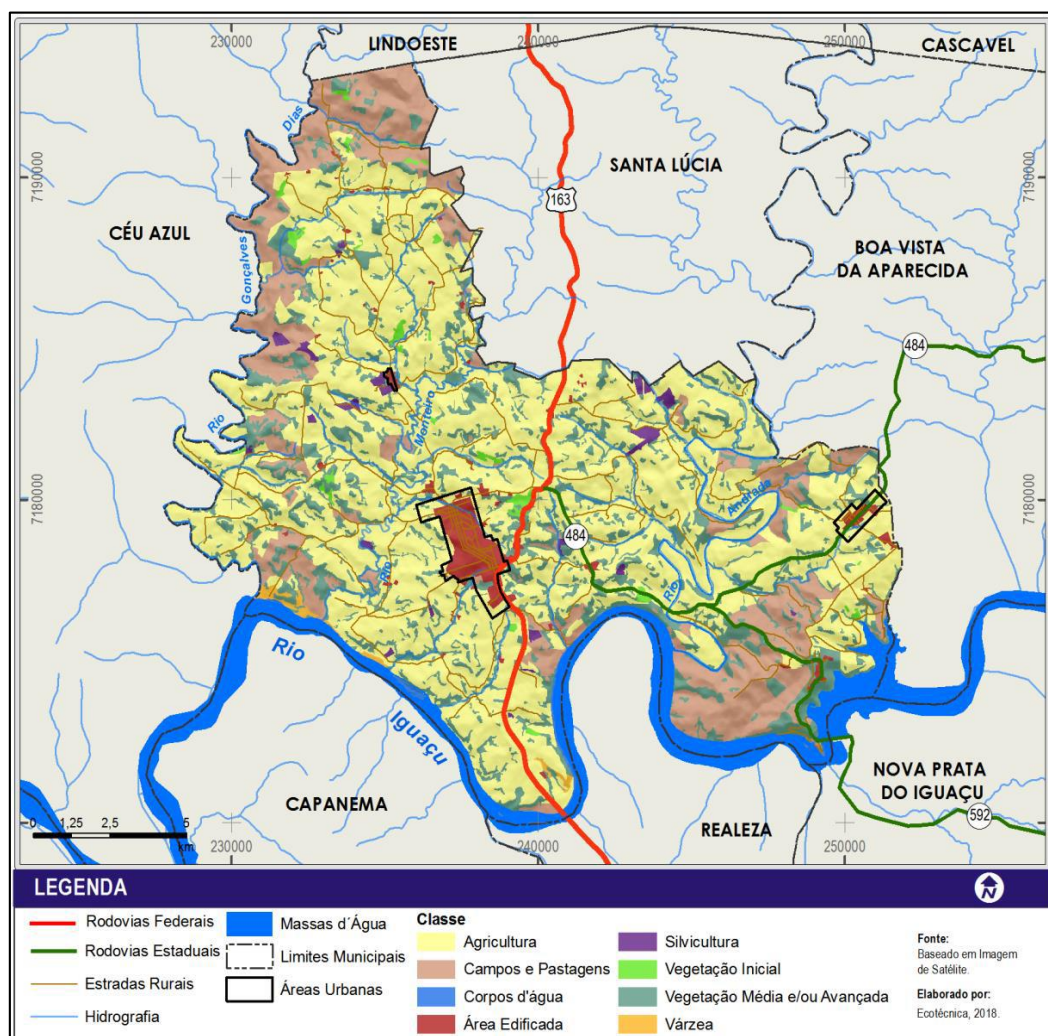 230000
240000
250000
LINDOESTE
CASCAVEL
Dias
7190000
7190000
SANTA LÚCIA
163
CÉU AZUL
BOA VISTA
DA APARECIDA
Gonçalves
484
Monteiro
Rio
7180000
7180000
Andrada
484
Rio
Rio
Rio
Iguaçu
NOVA PRATA
DO IGUAÇU
CAPANEMA
REALEZA
592
0 1,25 2,5 5
km
230000
240000
250000
LEGENDA
N
Rodovias Federais
Rodovias Estaduais
Estradas Rurais
Hidrografia
Massas d´Água
Limites Municipais
Áreas Urbanas
Classe
Agricultura
Campos e Pastagens
Corpos d'água
Área Edificada
Silvicultura
Vegetação Inicial
Vegetação Média e/ou Avançada
Várzea
Fonte:
Baseado em Imagem
de Satélite.
Elaborado por:
Ecotécnica, 2018.